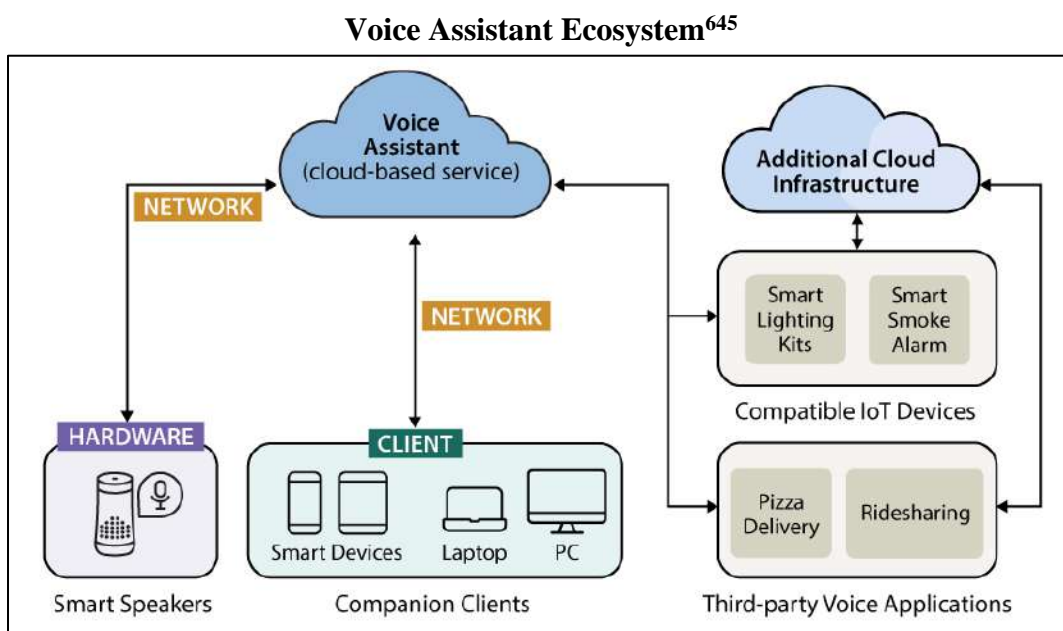 Voice Assistant Ecosystem645
Voice
Assistant
(cloud-based service)
Additional Cloud
Infrastructure
NETWORK
NETWORK
Smart
Lighting
Kits
Smart
Smoke
Alarm
Compatible IoT Devices
HARDWARE
CLIENT
Smart Devices
Laptop
PC
Pizza
Delivery
Ridesharing
Smart Speakers
Companion Clients
Third-party Voice Applications